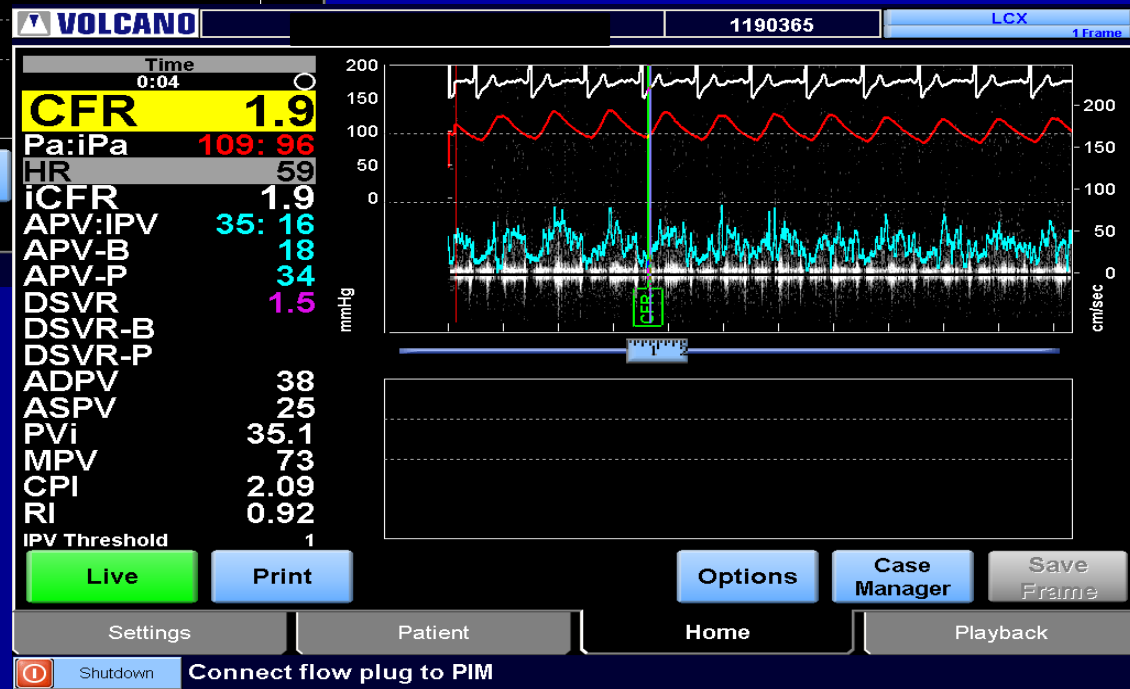 VOLCANO
1190365
LCX
1 Frame
Time
0:04
CFR 1.9
Pa:iPa 109: 96
HR 59
iCFR 1.9
APV:IPV 35: 16
APV-B 18
APV-P 34
DSVR 1.5
DSVR-B
DSVR-P
ADPV 38
ASPV 25
PVi 35.1
MPV 73
CPI 2.09
RI 0.92
IPV Threshold 1
200
150
100
50
0
mmHg
200
150
100
50
0
cm/sec
CFR
1 2
Live
Print
Options
Case
Manager
Save
Frame
Settings
Patient
Home
Playback
Shutdown
Connect flow plug to PIM